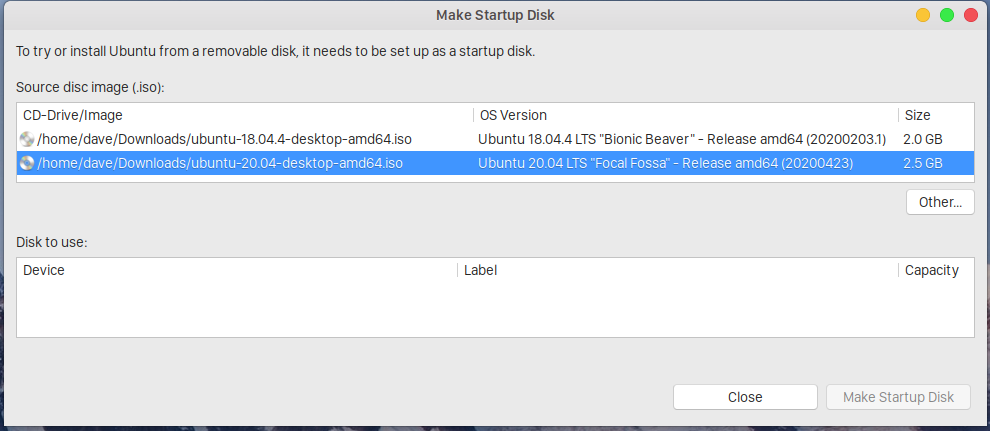 Make Startup Disk
To try or install Ubuntu from a removable disk, it needs to be set up as a startup disk.
Source disc image (.iso):
CD-Drive/Image OS Version Size
/home/dave/Downloads/ubuntu-18.04.4-desktop-amd64.iso Ubuntu 18.04.4 LTS "Bionic Beaver" - Release amd64 (20200203.1) 2.0 GB
/home/dave/Downloads/ubuntu-20.04-desktop-amd64.iso Ubuntu 20.04 LTS "Focal Fossa" - Release amd64 (20200423) 2.5 GB
Other...
Disk to use:
Device Label Capacity
Close Make Startup Disk